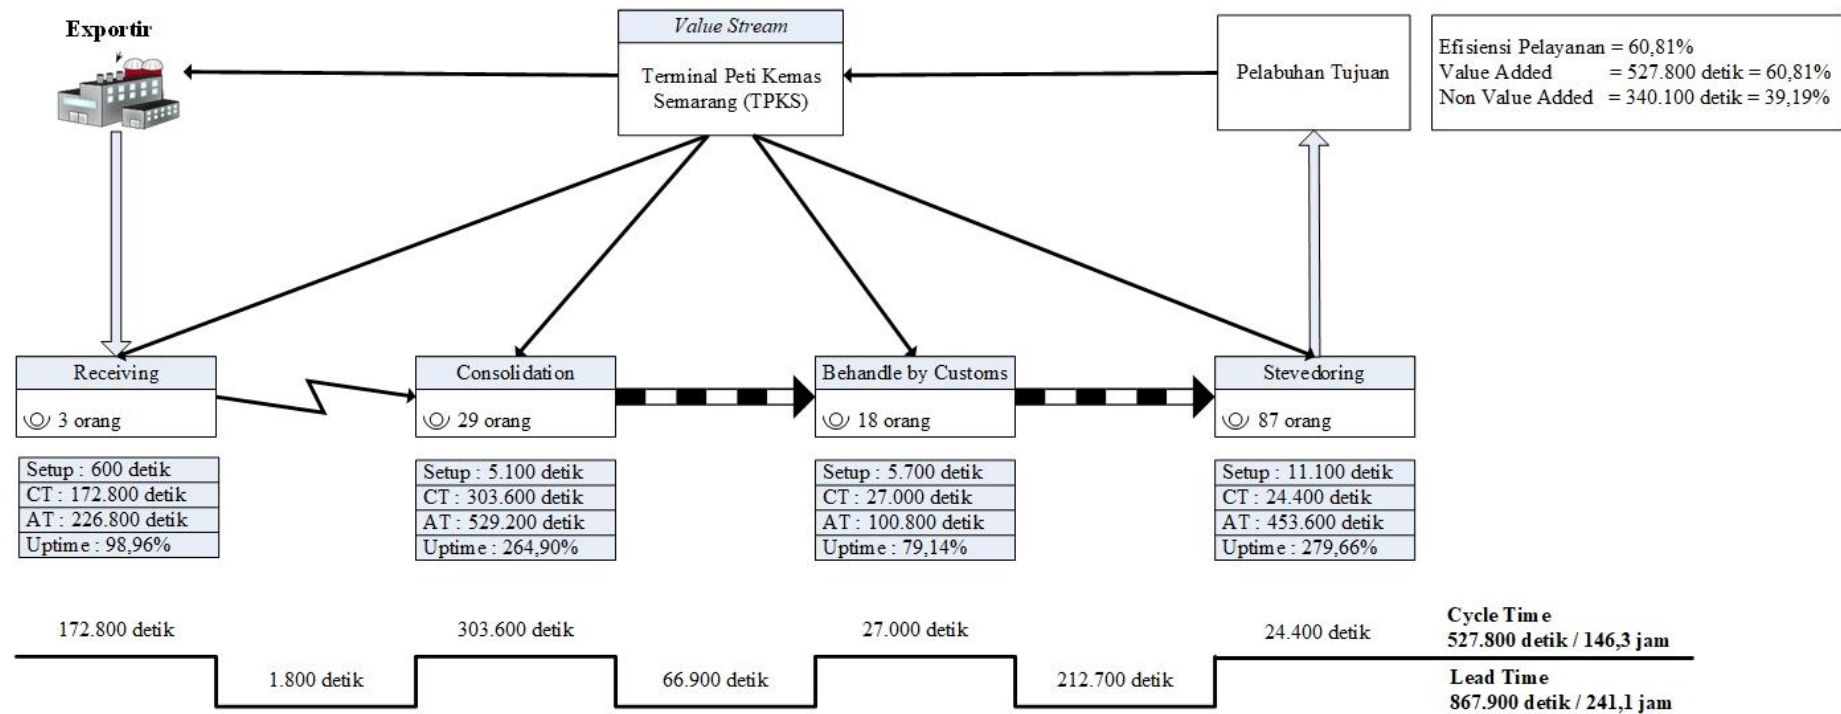 Exportir
Value Stream
Terminal Peti Kemas
Semarang (TPKS)
Pelabuhan Tujuan
Efisiensi Pelayanan = 60,81%
Value Added = 527.800 detik = 60,81%
Non Value Added = 340.100 detik = 39,19%
Receiving
3 orang
Setup : 600 detik
CT : 172.800 detik
AT : 226.800 detik
Uptime : 98,96%
Consolidation
29 orang
Setup : 5.100 detik
CT : 303.600 detik
AT : 529.200 detik
Uptime : 264,90%
Behandle by Customs
18 orang
Setup : 5.700 detik
CT : 27.000 detik
AT : 100.800 detik
Uptime : 79,14%
Stevedoring
87 orang
Setup : 11.100 detik
CT : 24.400 detik
AT : 453.600 detik
Uptime : 279,66%
172.800 detik
1.800 detik
303.600 detik
66.900 detik
27.000 detik
212.700 detik
24.400 detik
Cycle Time
527.800 detik / 146,3 jam
Lead Time
867.900 detik / 241,1 jam